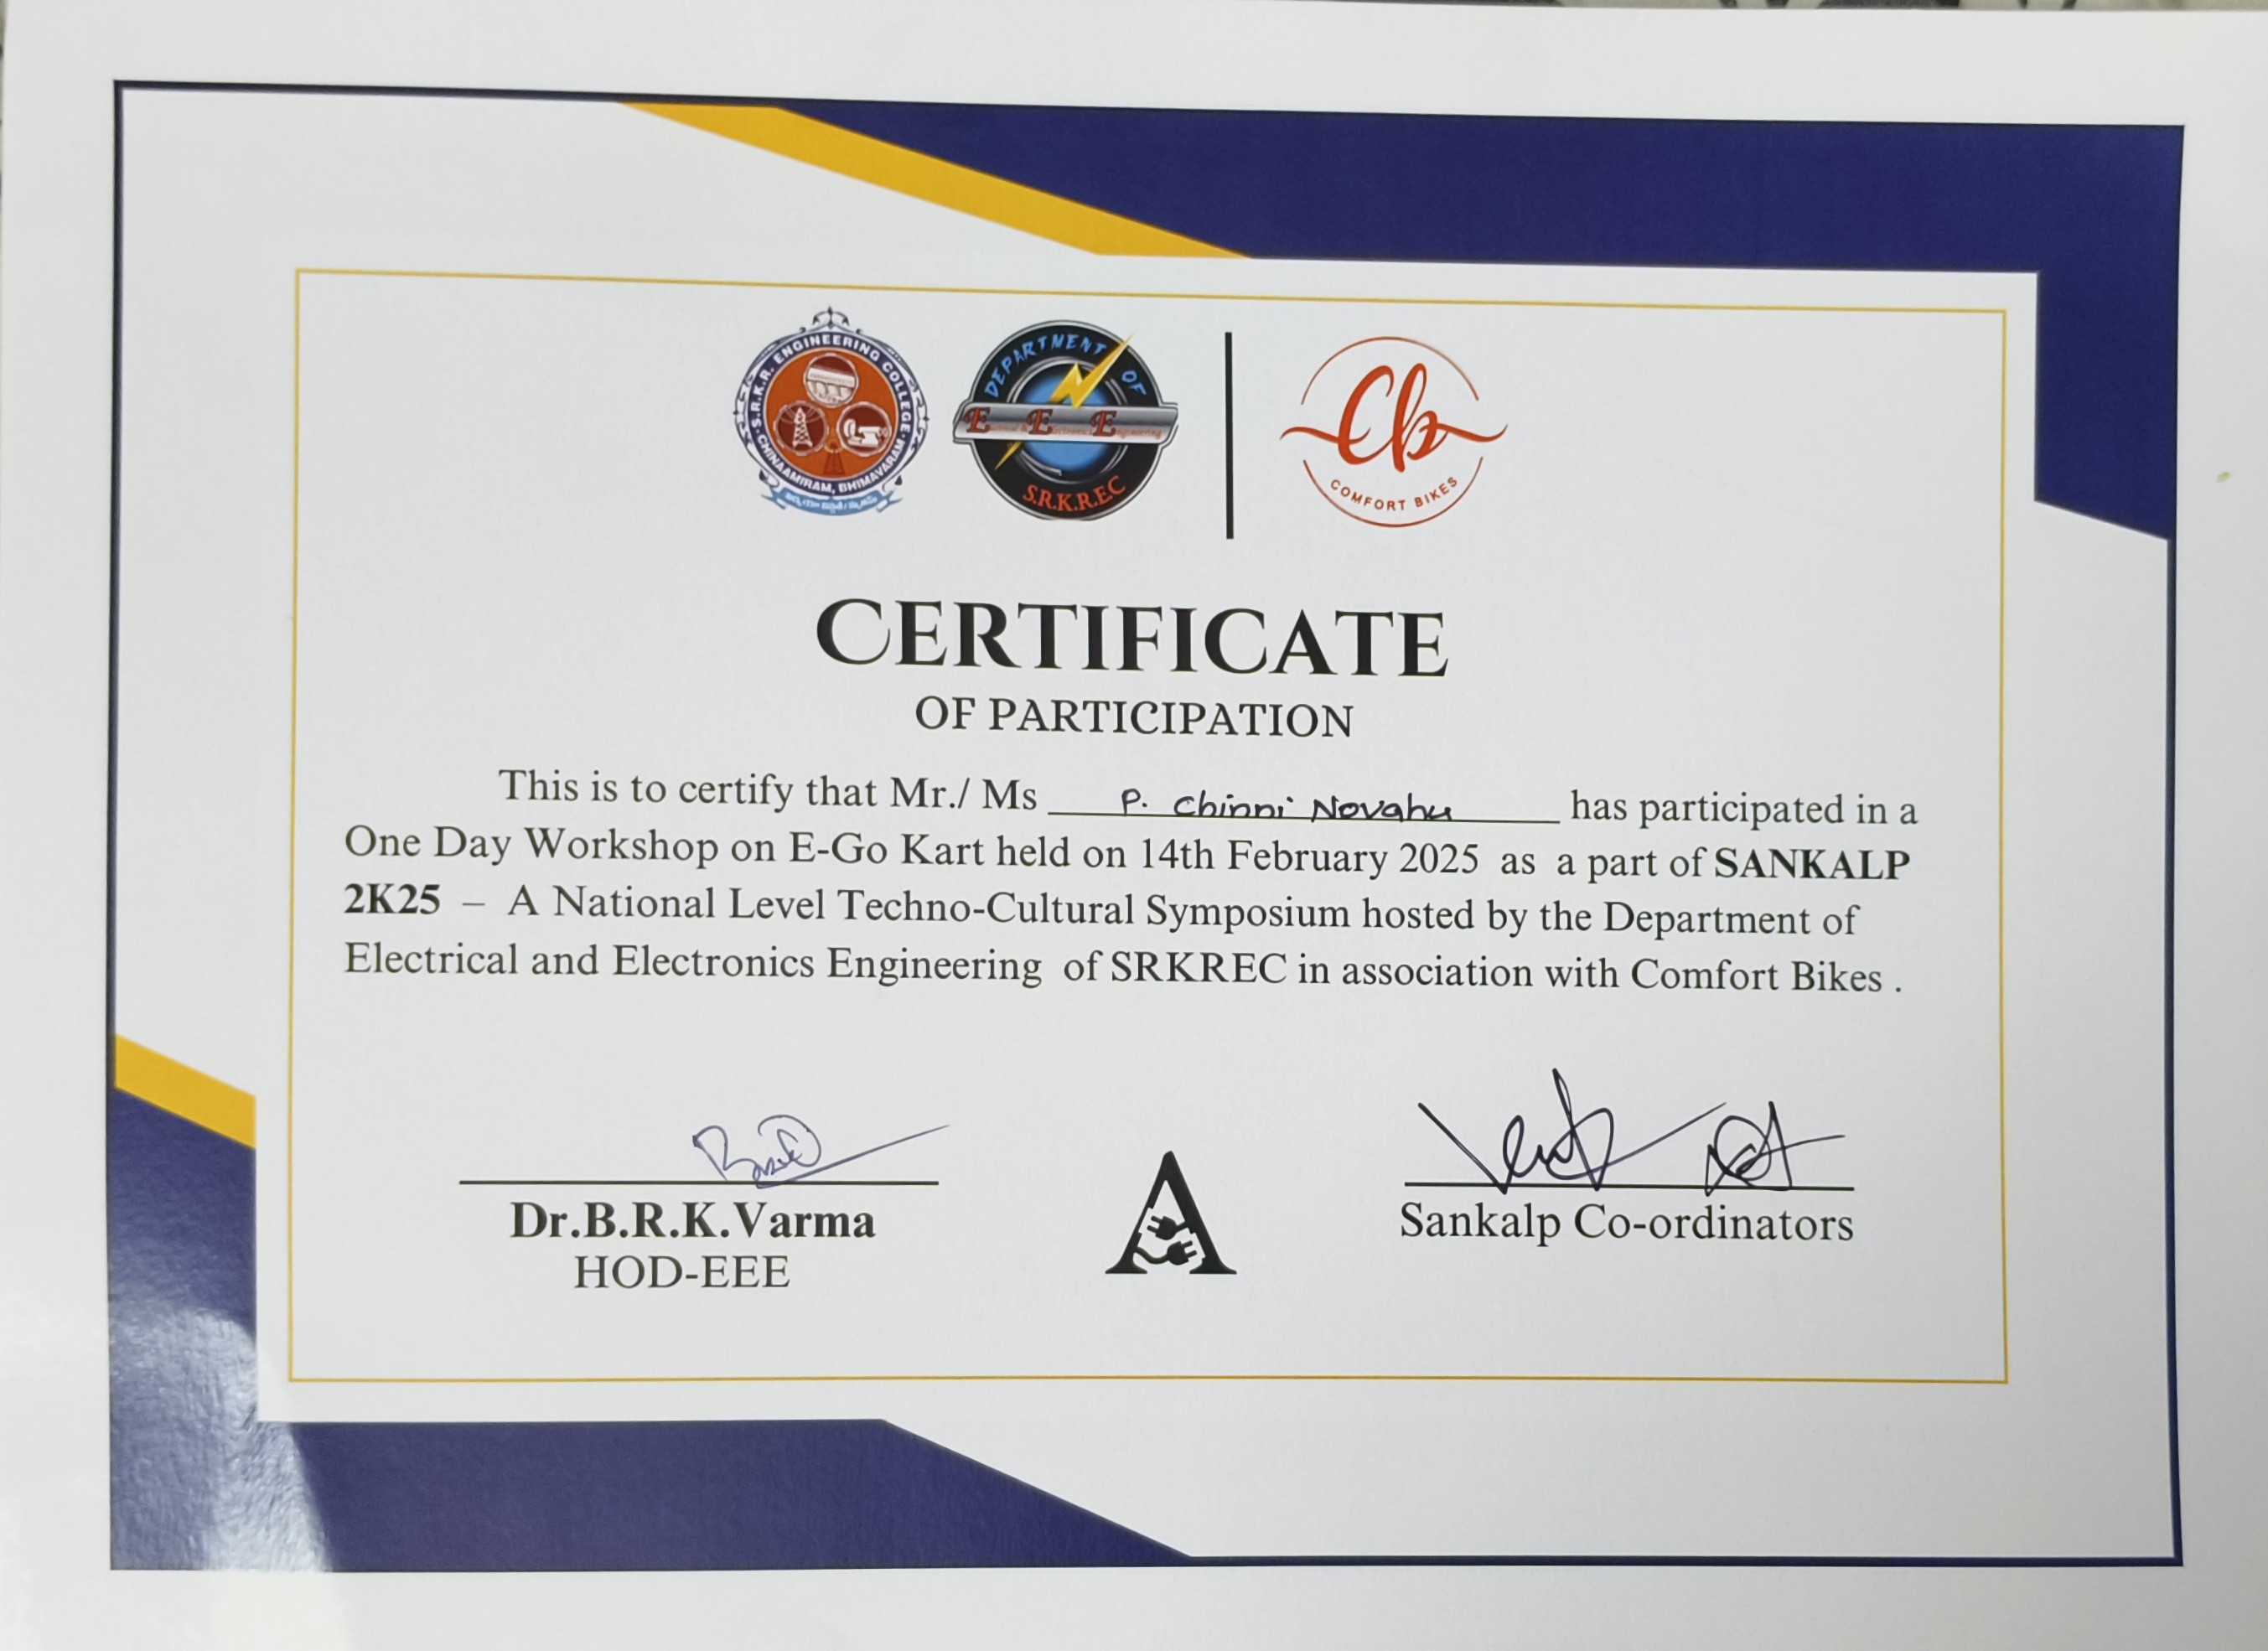 S.R.K.R. ENGINEERING COLLEGE
CHINAAMIRAM, BHIMAVARAM
DEPARTMENT OF
E E E
S.R.K.R.E.C
Cb
COMFORT BIKES
CERTIFICATE
OF PARTICIPATION
This is to certify that Mr./ Ms P. Chinni Novahu has participated in a
One Day Workshop on E-Go Kart held on 14th February 2025 as a part of SANKALP
2K25 – A National Level Techno-Cultural Symposium hosted by the Department of
Electrical and Electronics Engineering of SRKREC in association with Comfort Bikes .
Dr.B.R.K.Varma
HOD-EEE
A
Sankalp Co-ordinators